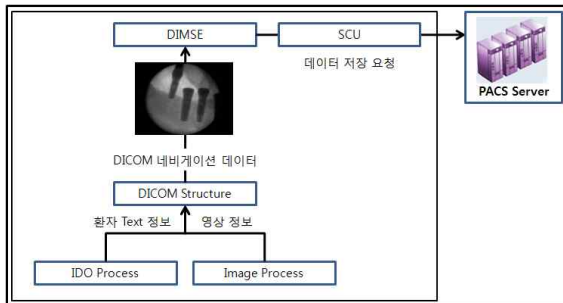 DIMSE
SCU
데이터 저장 요청
PACS Server
DICOM 네비게이션 데이터
DICOM Structure
환자 Text 정보
영상 정보
IDO Process
Image Process